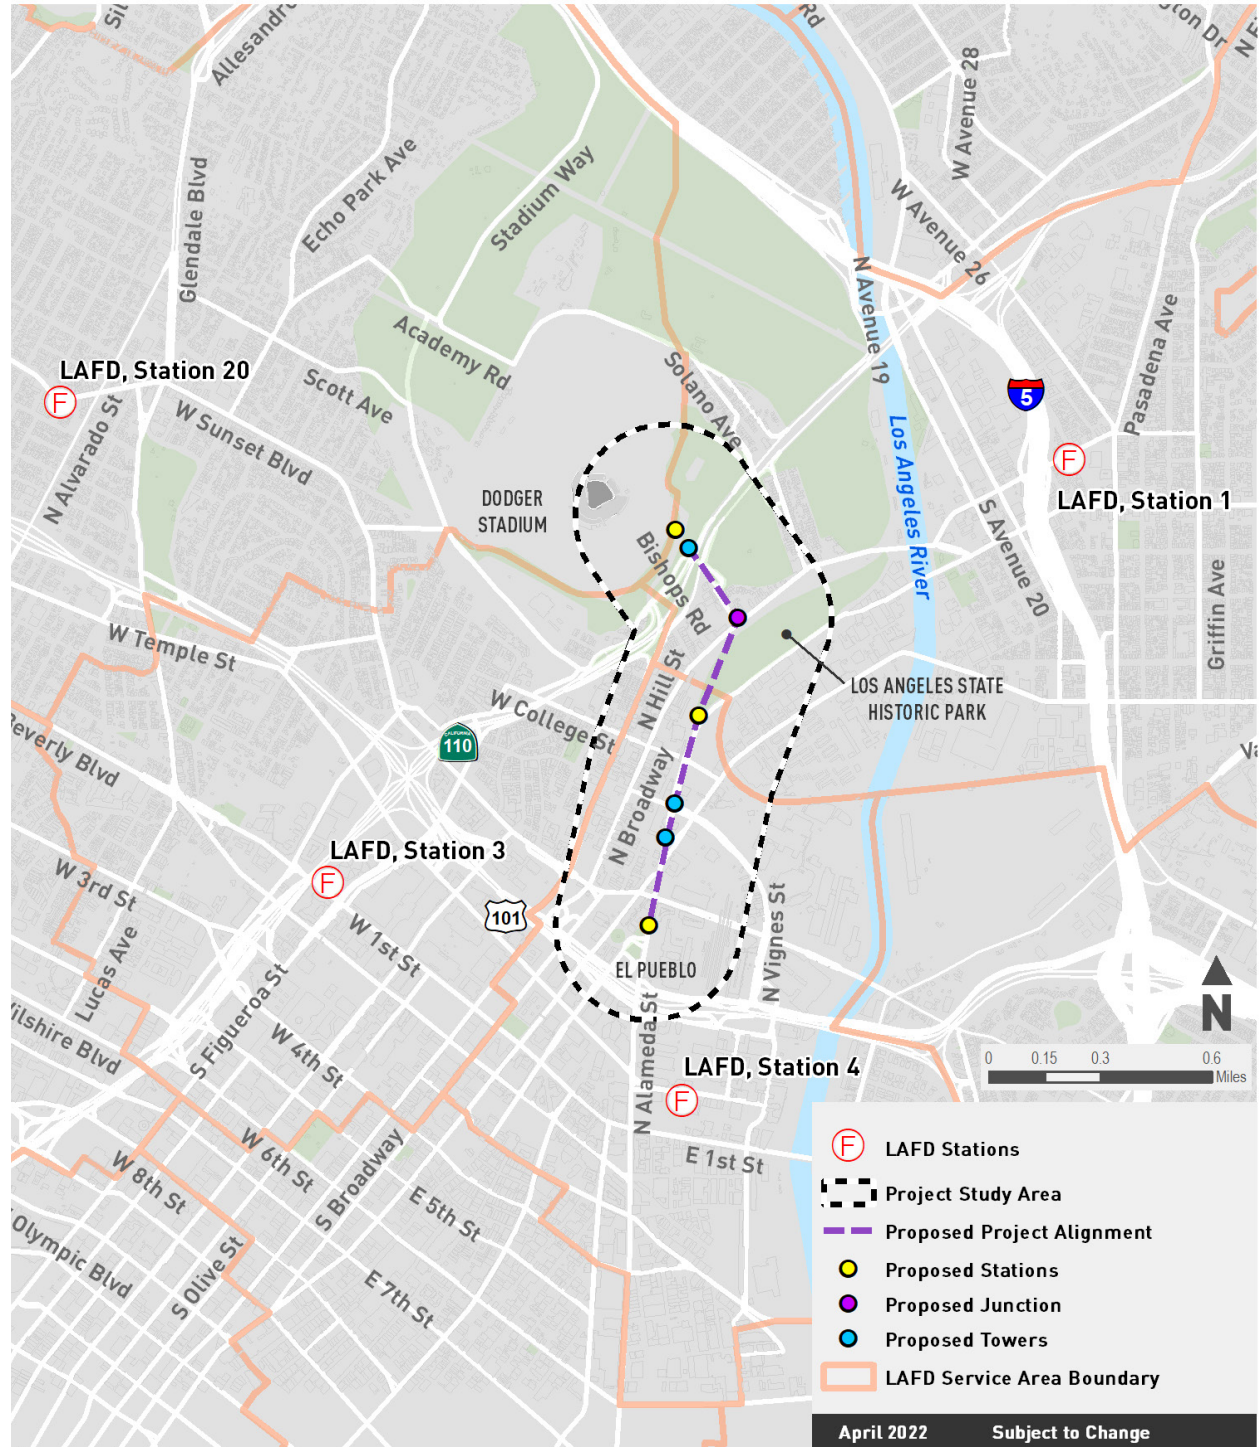 Allesandro
Rd
N E
W Avenue 28
Glendale Blvd
Echo Park Ave
Stadium Way
W Avenue 26
N Avenue 19
Pasadena Ave
Academy Rd
Solano Ave
LAFD, Station 20
F
Scott Ave
5
W Sunset Blvd
N Alvarado St
Los Angeles River
F
LAFD, Station 1
DODGER
STADIUM
S Avenue 20
Bishops Rd
Griffin Ave
W Temple St
N Hill St
LOS ANGELES STATE
HISTORIC PARK
W College St
CALIFORNIA
110
Beverly Blvd
N Broadway
LAFD, Station 3
F
W 3rd St
101
W 1st St
N Vignes St
Lucas Ave
EL PUEBLO
S Figueroa St
N
Wilshire Blvd
W 4th St
N Alameda St
0 0.15 0.3 0.6
Miles
LAFD, Station 4
F
W 6th St
E 1st St
W 8th St
S Broadway
E 5th St
Olympic Blvd
S Olive St
E 7th St
F LAFD Stations
Project Study Area
Proposed Project Alignment
Proposed Stations
Proposed Junction
Proposed Towers
LAFD Service Area Boundary
April 2022 Subject to Change